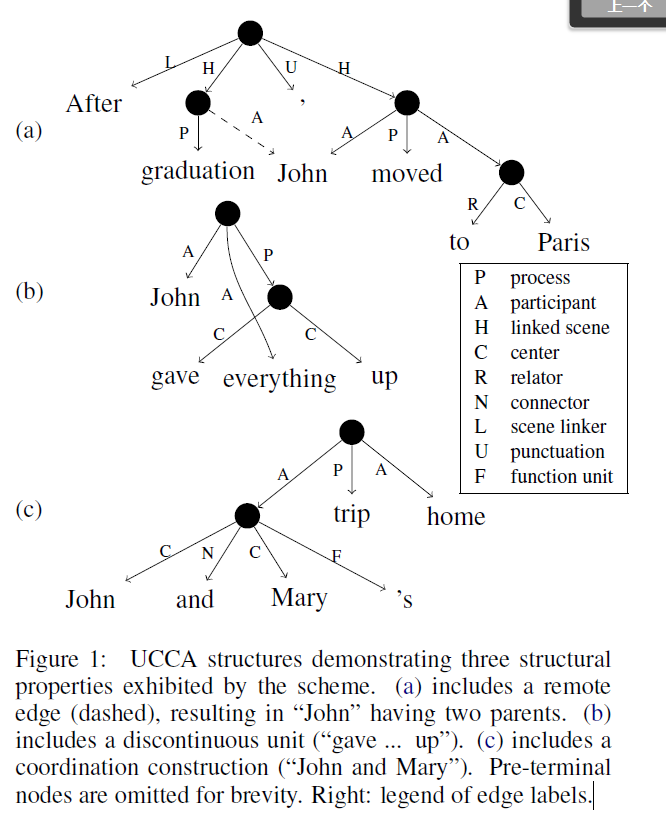 上一个
L H U H
After ,
(a) P A A P A
graduation John moved
R C
to Paris
A P
(b) John A
C C
gave everything up
P process
A participant
H linked scene
C center
R relator
N connector
L scene linker
U punctuation
F function unit
A P A
(c) trip home
C N C F
John and Mary 's
Figure 1: UCCA structures demonstrating three structural
properties exhibited by the scheme. (a) includes a remote
edge (dashed), resulting in “John” having two parents. (b)
includes a discontinuous unit (“gave ... up”). (c) includes a
coordination construction (“John and Mary”). Pre-terminal
nodes are omitted for brevity. Right: legend of edge labels.